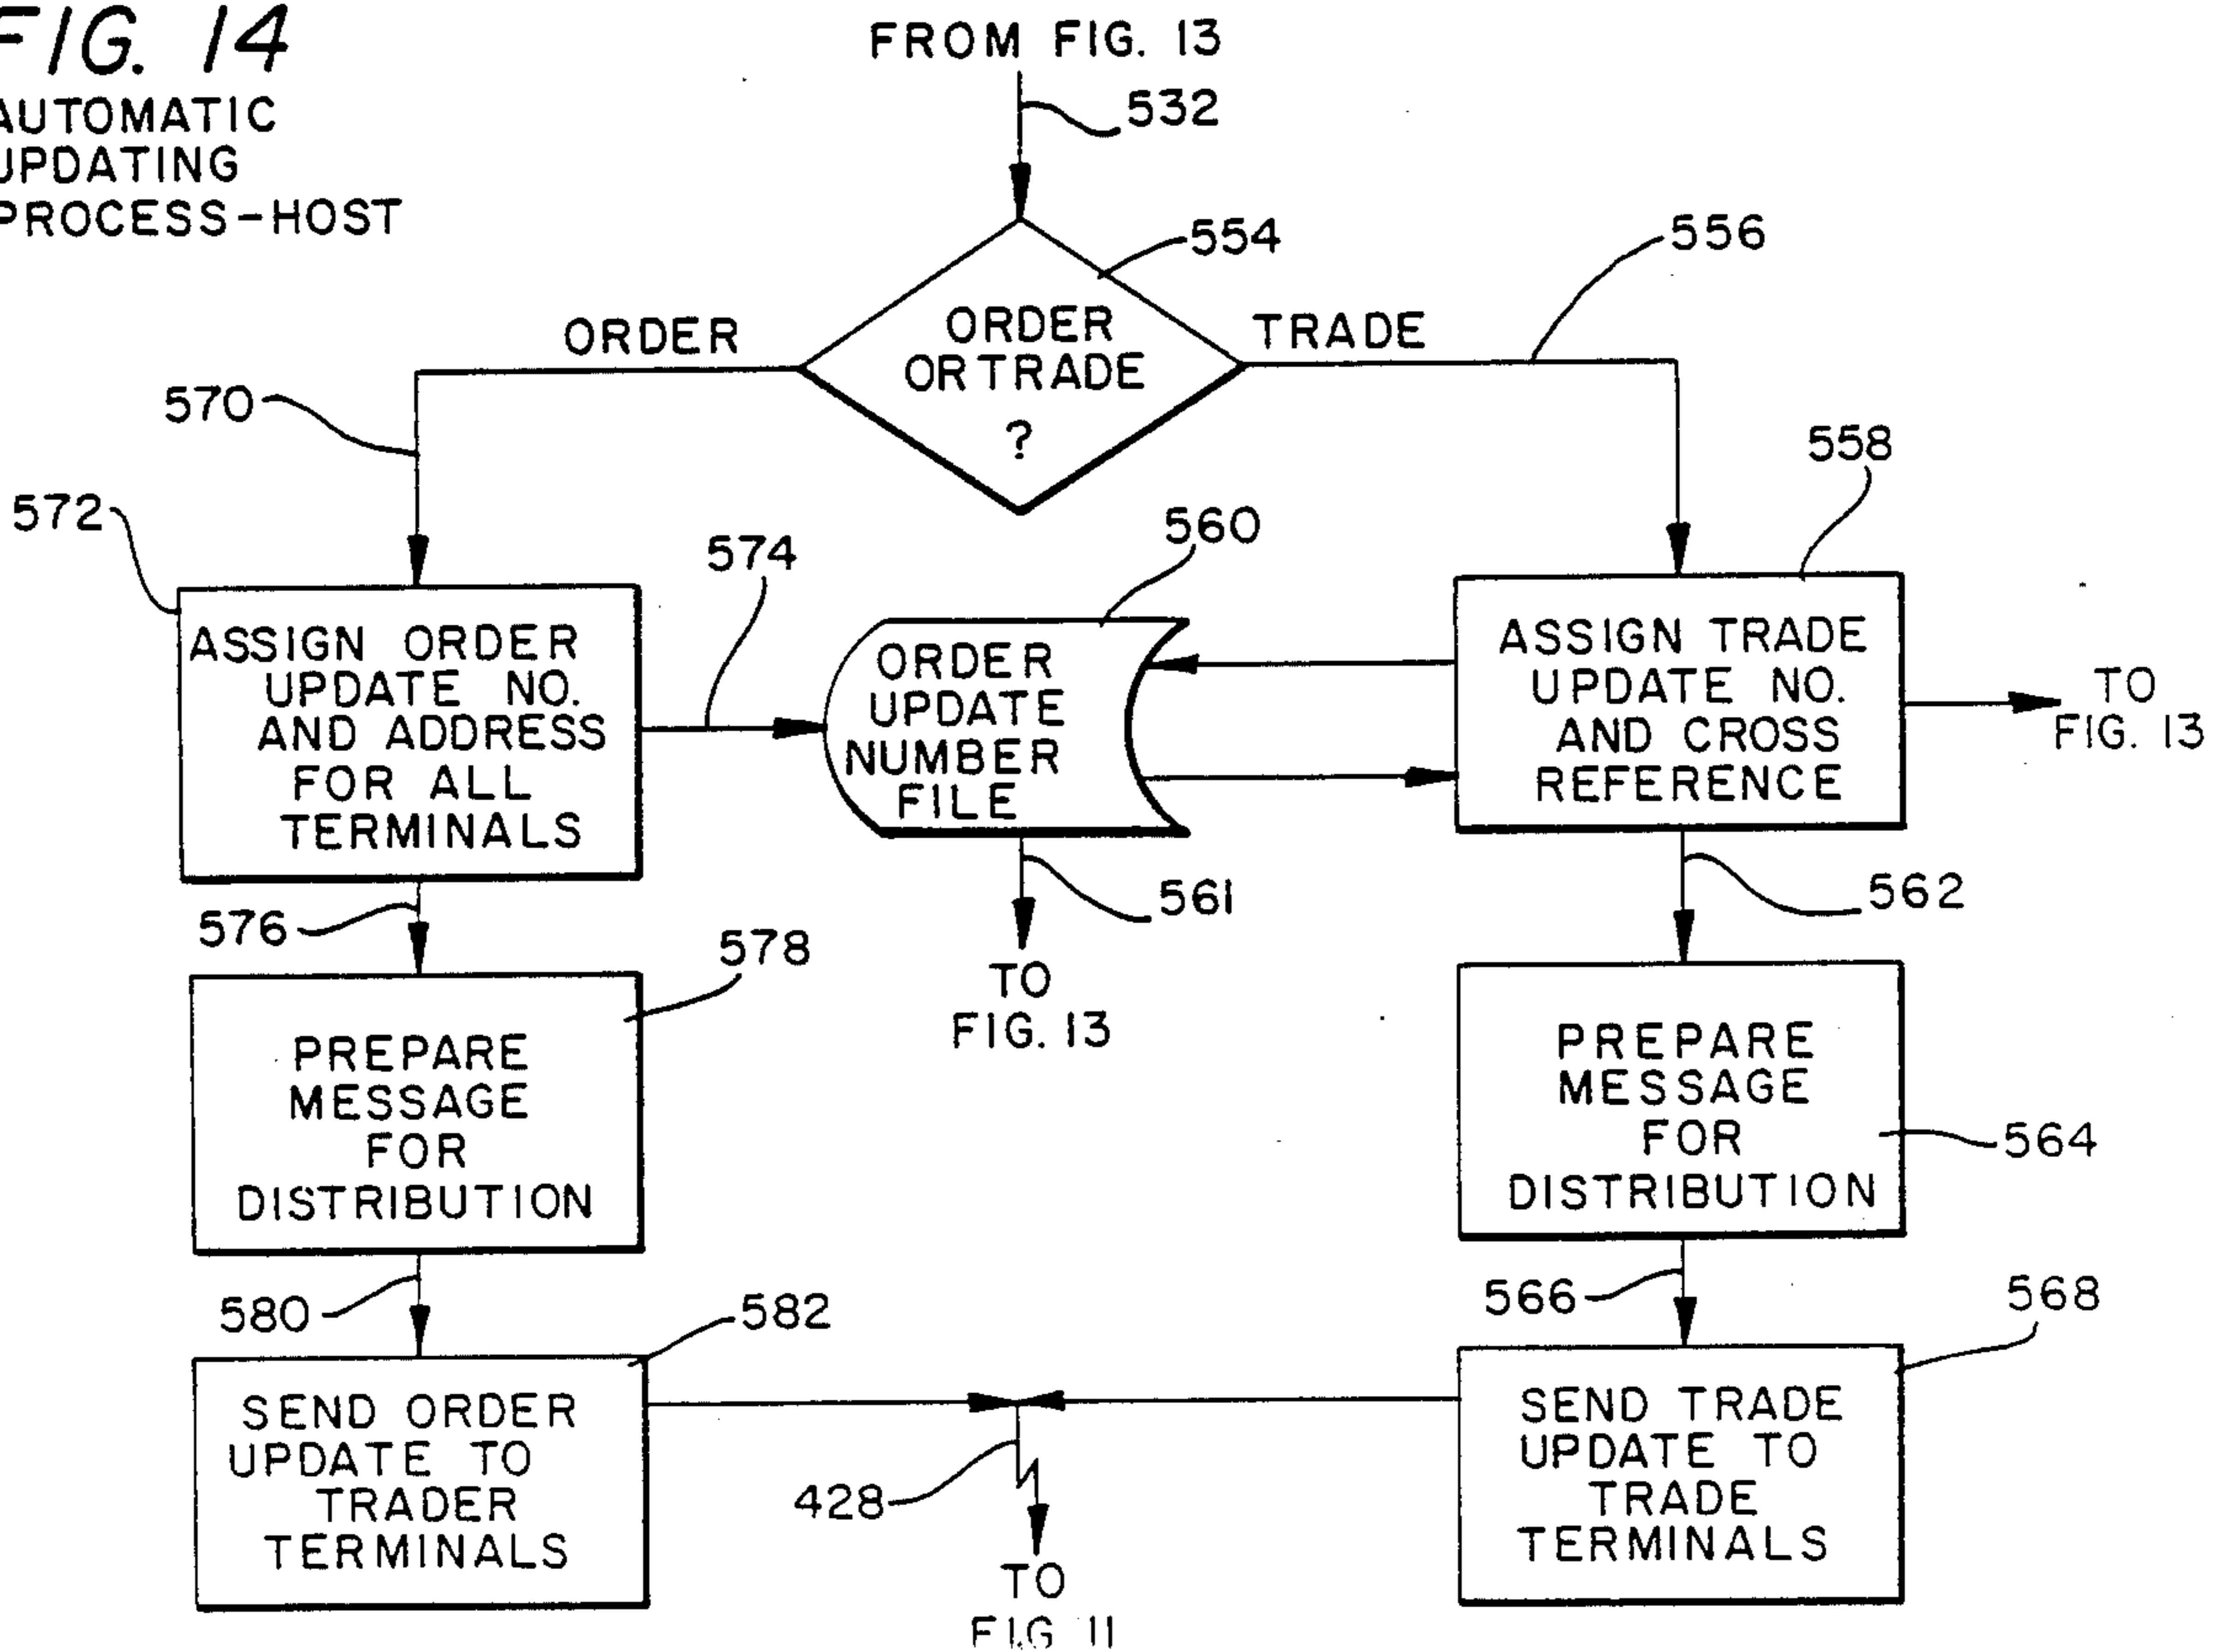 FIG. 14
AUTOMATIC
UPDATING
PROCESS-HOST
FROM FIG. 13
532
554
556
ORDER
ORDER
OR TRADE
?
TRADE
570
558
572
574
560
ASSIGN ORDER
UPDATE NO.
AND ADDRESS
FOR ALL
TERMINALS
ORDER
UPDATE
NUMBER
FILE
ASSIGN TRADE
UPDATE NO.
AND CROSS
REFERENCE
TO
FIG. 13
561
562
576
578
TO
FIG. 13
PREPARE
MESSAGE
FOR
DISTRIBUTION
PREPARE
MESSAGE
FOR
DISTRIBUTION
564
580
582
566
568
SEND ORDER
UPDATE TO
TRADER
TERMINALS
428
SEND TRADE
UPDATE TO
TRADE
TERMINALS
TO
FIG 11